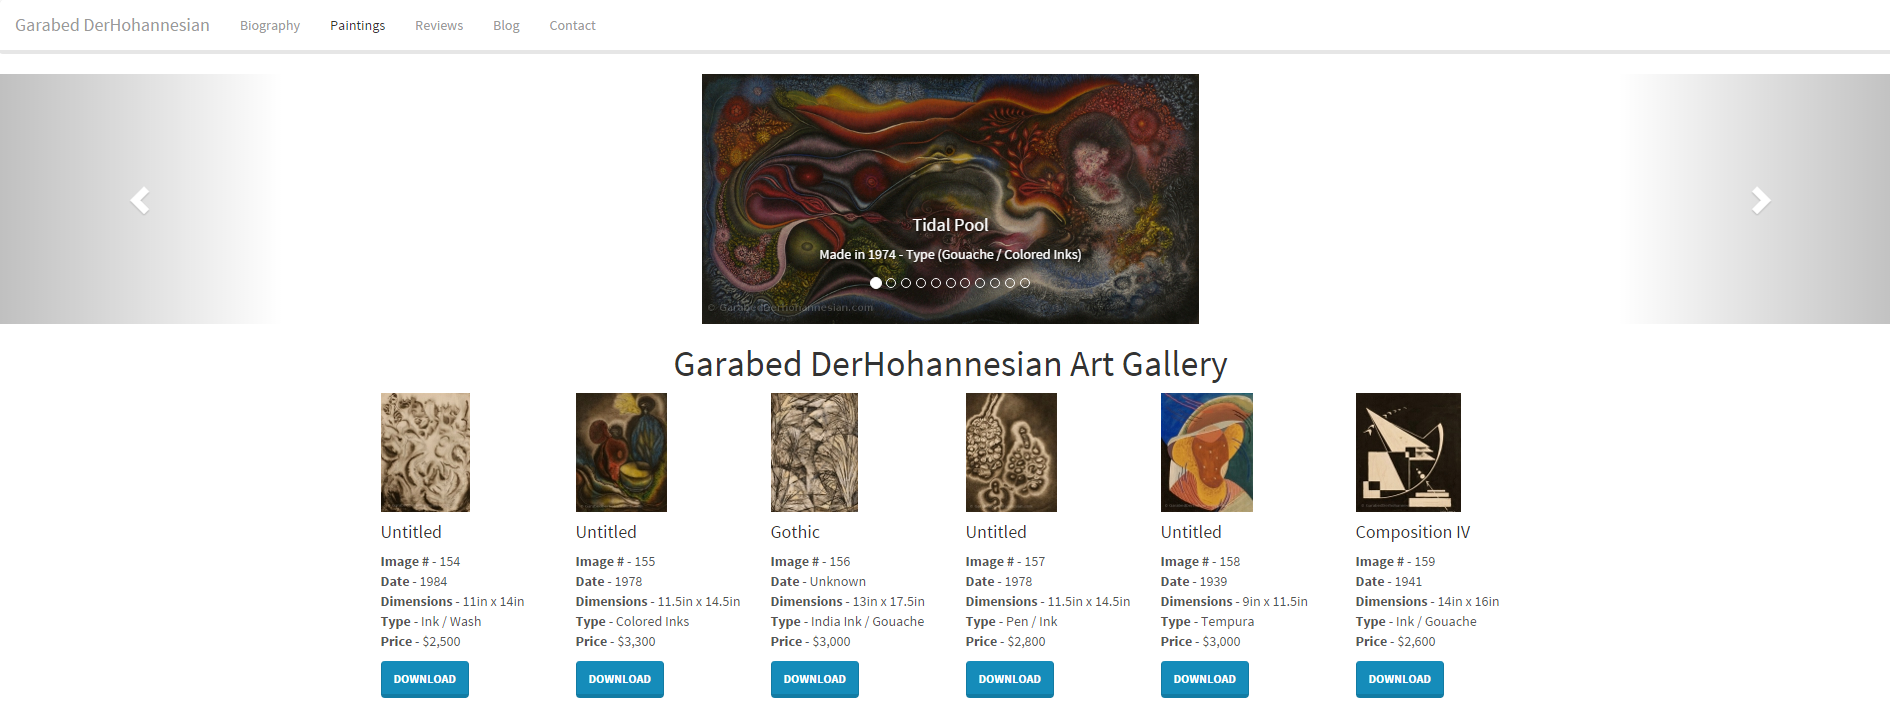 Garabed DerHohannesian Biography Paintings Reviews Blog Contact
Tidal Pool
Made in 1974 - Type (Gouache / Colored Inks)
© GarabedDerHohannesian.com
Garabed DerHohannesian Art Gallery
Untitled
Image # - 154
Date - 1984
Dimensions - 11in x 14in
Type - Ink / Wash
Price - $2,500
DOWNLOAD
Untitled
Image # - 155
Date - 1978
Dimensions - 11.5in x 14.5in
Type - Colored Inks
Price - $3,300
DOWNLOAD
Gothic
Image # - 156
Date - Unknown
Dimensions - 13in x 17.5in
Type - India Ink / Gouache
Price - $3,000
DOWNLOAD
Untitled
Image # - 157
Date - 1978
Dimensions - 11.5in x 14.5in
Type - Pen / Ink
Price - $2,800
DOWNLOAD
Untitled
Image # - 158
Date - 1939
Dimensions - 9in x 11.5in
Type - Tempura
Price - $3,000
DOWNLOAD
Composition IV
Image # - 159
Date - 1941
Dimensions - 14in x 16in
Type - Ink / Gouache
Price - $2,600
DOWNLOAD